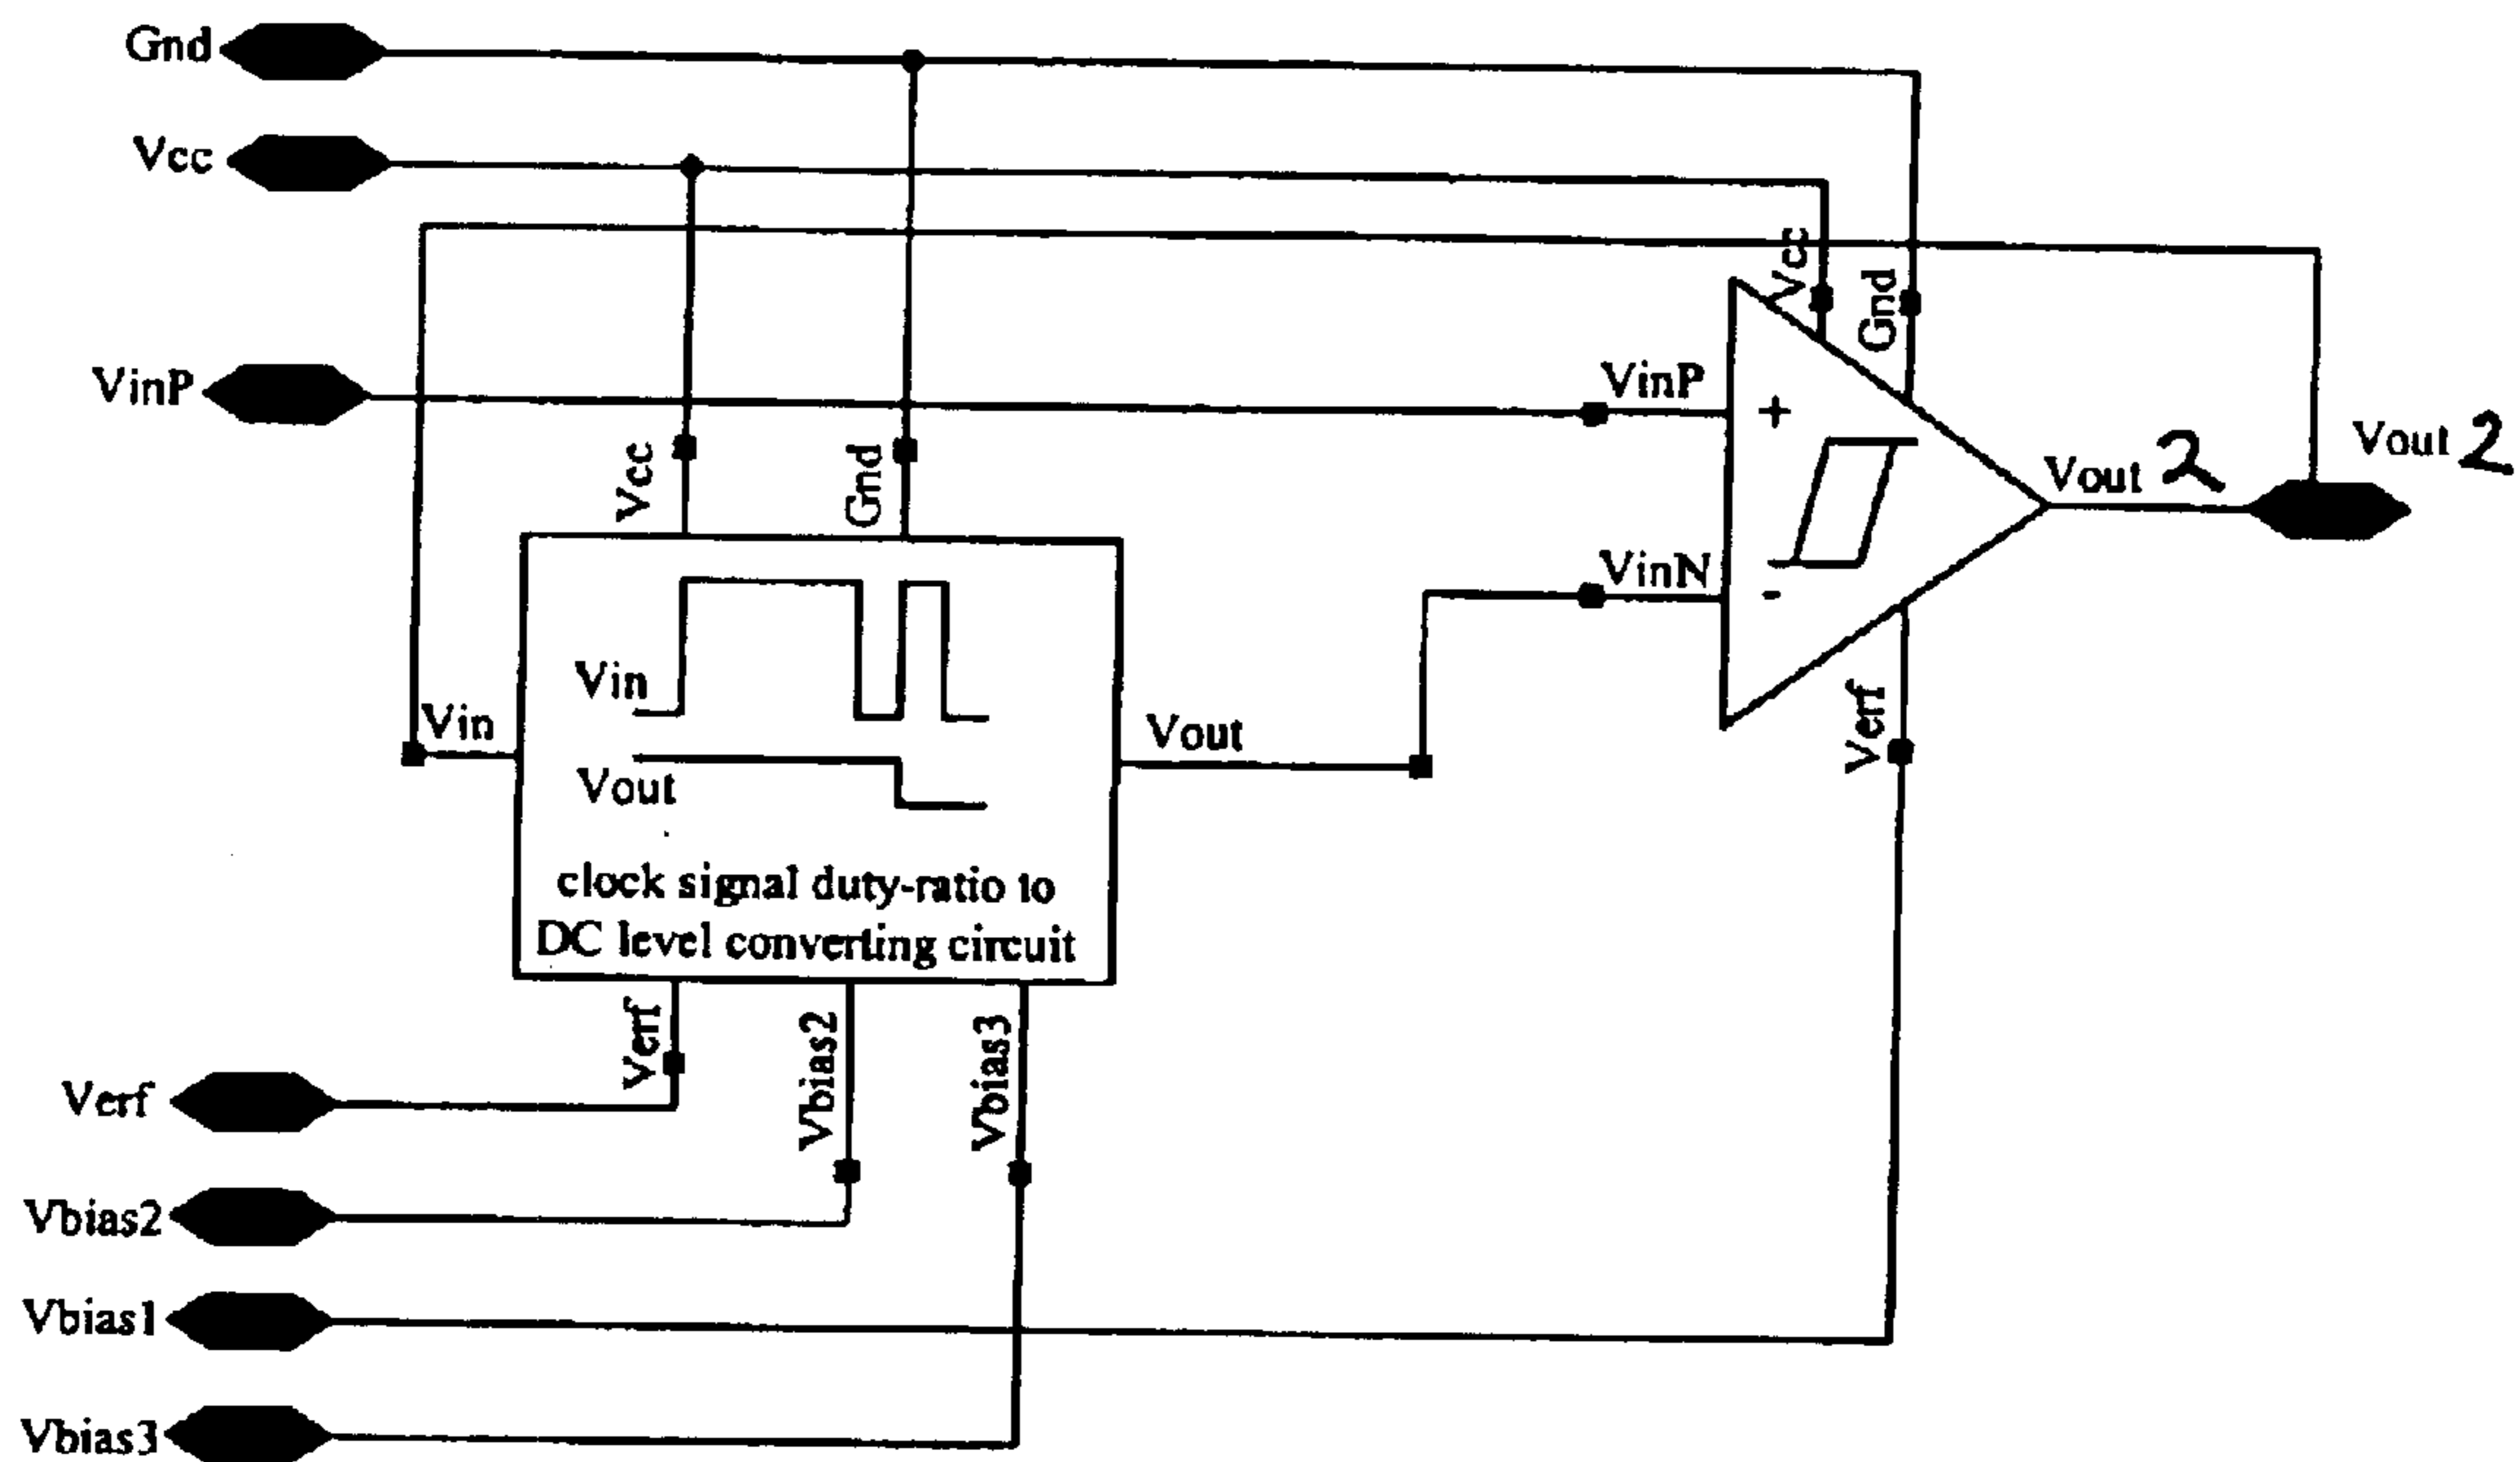 Gnd
Vcc
VinP
Vcc
Gnd
VinP
+
Vout 2
Vout 2
Vcc
Gnd
VinN
-
Vin
Vin
Vout
Vout
Verf
clock signal duty-ratio to
DC level converting circuit
Verf
Vbias2
Vbias3
Verf
Vbias2
Vbias1
Vbias3